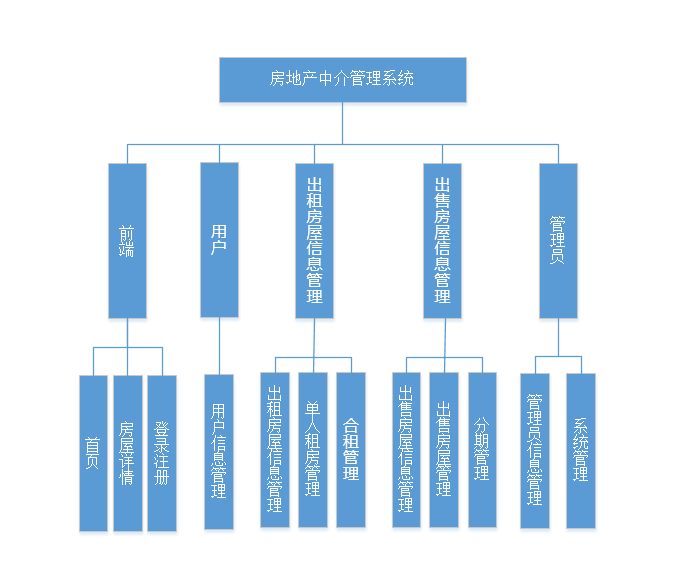 房地产中介管理系统
前端
用户
出租房屋信息管理
出售房屋信息管理
管理员
首页
房屋详情
登录注册
用户信息管理
出租房屋信息管理
单人租房管理
合租管理
出售房屋信息管理
出售房屋管理
分期管理
管理员信息管理
系统管理